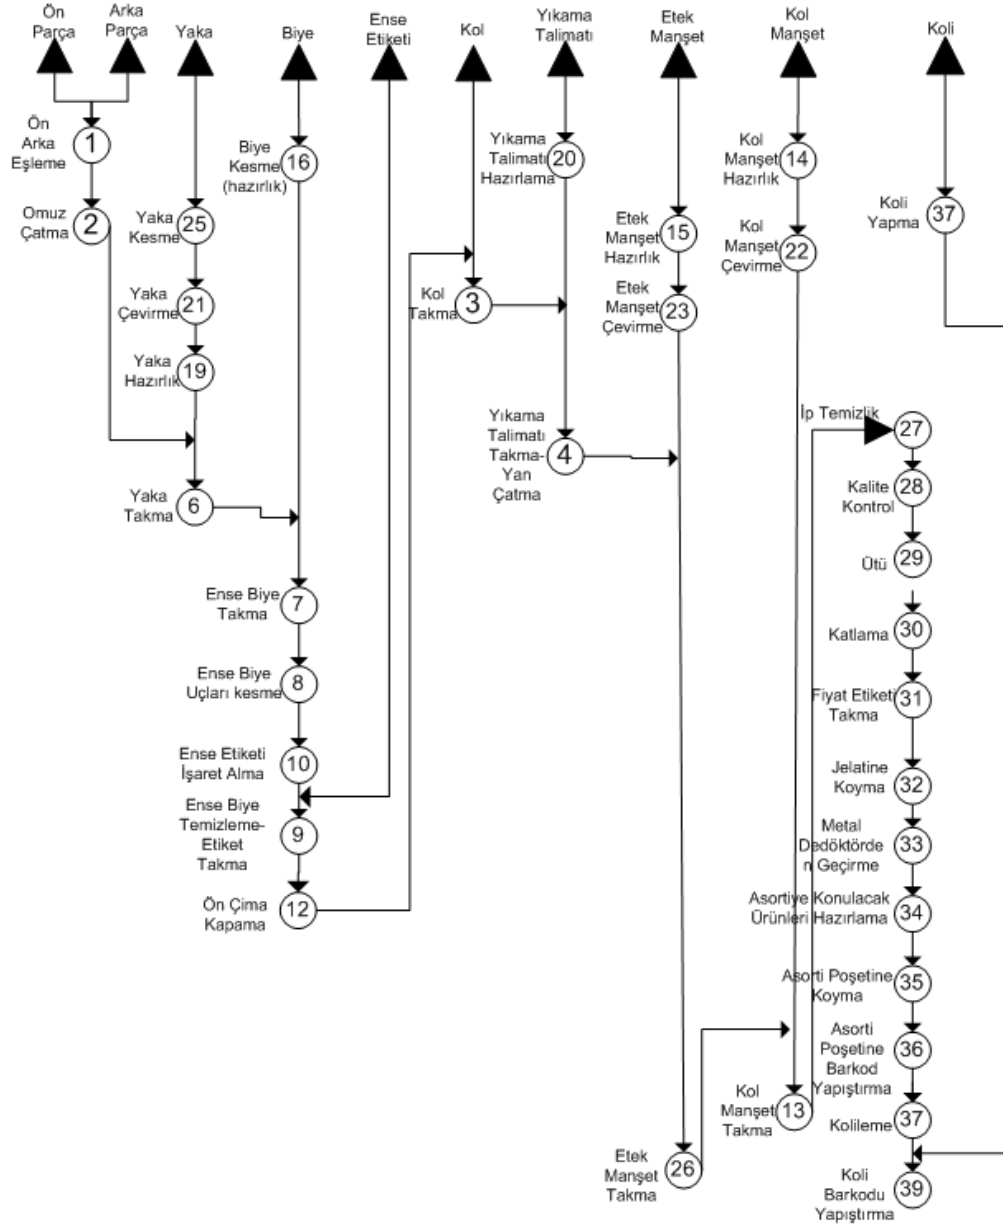 Ön
Parça
Arka
Parça
Yaka
Biye
Ense
Etiketi
Kol
Yıkama
Talimatı
Etek
Manşet
Kol
Manşet
Koli
Ön
Arka
Eşleme
1
Omuz
Çatma
2
Yaka
Kesme
25
Yaka
Çevirme
21
Yaka
Hazırlık
19
Yaka
Takma
6
Biye
Kesme
(hazırlık)
16
Ense Biye
Takma
7
Ense Biye
Uçları kesme
8
Ense Etiketi
İşaret Alma
10
Ense Biye
Temizleme-
Etiket
Takma
9
Ön Çima
Kapama
12
Kol
Takma
3
Yıkama
Talimatı
Hazırlama
20
Yıkama
Talimatı
Takma-
Yan
Çatma
4
Etek
Manşet
Hazırlık
15
Etek
Manşet
Çevirme
23
Etek
Manşet
Takma
26
Kol
Manşet
Hazırlık
14
Kol
Manşet
Çevirme
22
Kol
Manşet
Takma
13
Koli
Yapma
37
İp Temizlik
27
Kalite
Kontrol
28
Ütü
29
Katlama
30
Fiyat Etiketi
Takma
31
Jelatine
Koyma
32
Metal
Dedöktörde
n Geçirme
33
Asortiye Konulacak
Ürünleri Hazırlama
34
Asorti Poşetine
Koyma
35
Asorti
Poşetine
Barkod
Yapıştırma
36
Kolileme
37
Koli
Barkodu
Yapıştırma
39